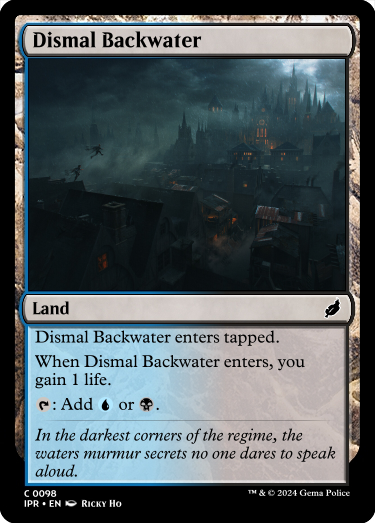 Dismal Backwater
Land
Dismal Backwater enters tapped.
When Dismal Backwater enters, you
gain 1 life.
: Add or .
In the darkest corners of the regime, the
waters murmur secrets no one dares to speak
aloud.
C 0098
IPR • EN Ricky Ho
™ & © 2024 Gema Police